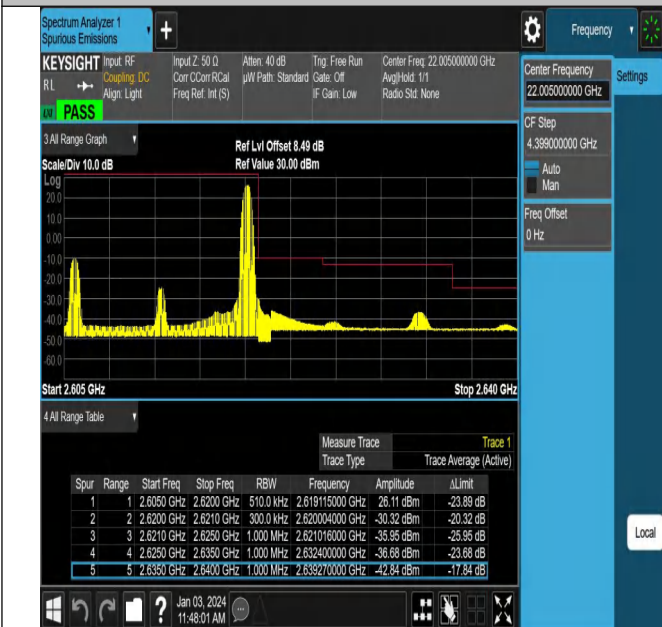 Spectrum Analyzer 1
Spurious Emissions
+
Frequency
KEYSIGHT
RL
Input: RF
Coupling: DC
Align: Light
Input Z: 50 Ω
Corr CCorr RCal
Freq Ref: Int (S)
Atten: 40 dB
µW Path: Standard
Trig: Free Run
Gate: Off
IF Gain: Low
Center Freq: 22.005000000 GHz
Avg|Hold: 1/1
Radio Std: None
PASS
Center Frequency
22.005000000 GHz
Settings
CF Step
4.399000000 GHz
Auto
Man
Freq Offset
0 Hz
3 All Range Graph
Scale/Div 10.0 dB
Ref Lvl Offset 8.49 dB
Ref Value 30.00 dBm
Log
20.0
10.0
0.00
-10.0
-20.0
-30.0
-40.0
-50.0
-60.0
Start 2.605 GHz
Stop 2.640 GHz
4 All Range Table
Measure Trace Trace 1
Trace Type Trace Average (Active)
Spur Range Start Freq Stop Freq RBW Frequency Amplitude ΔLimit
1 1 2.6050 GHz 2.6200 GHz 510.0 kHz 2.619115000 GHz 26.11 dBm -23.89 dB
2 2 2.6200 GHz 2.6210 GHz 300.0 kHz 2.620004000 GHz -30.32 dBm -20.32 dB
3 3 2.6210 GHz 2.6250 GHz 1.000 MHz 2.621016000 GHz -35.95 dBm -25.95 dB
4 4 2.6250 GHz 2.6350 GHz 1.000 MHz 2.632400000 GHz -36.68 dBm -23.68 dB
5 5 2.6350 GHz 2.6400 GHz 1.000 MHz 2.639270000 GHz -42.84 dBm -17.84 dB
Local
?
Jan 03, 2024
11:48:01 AM